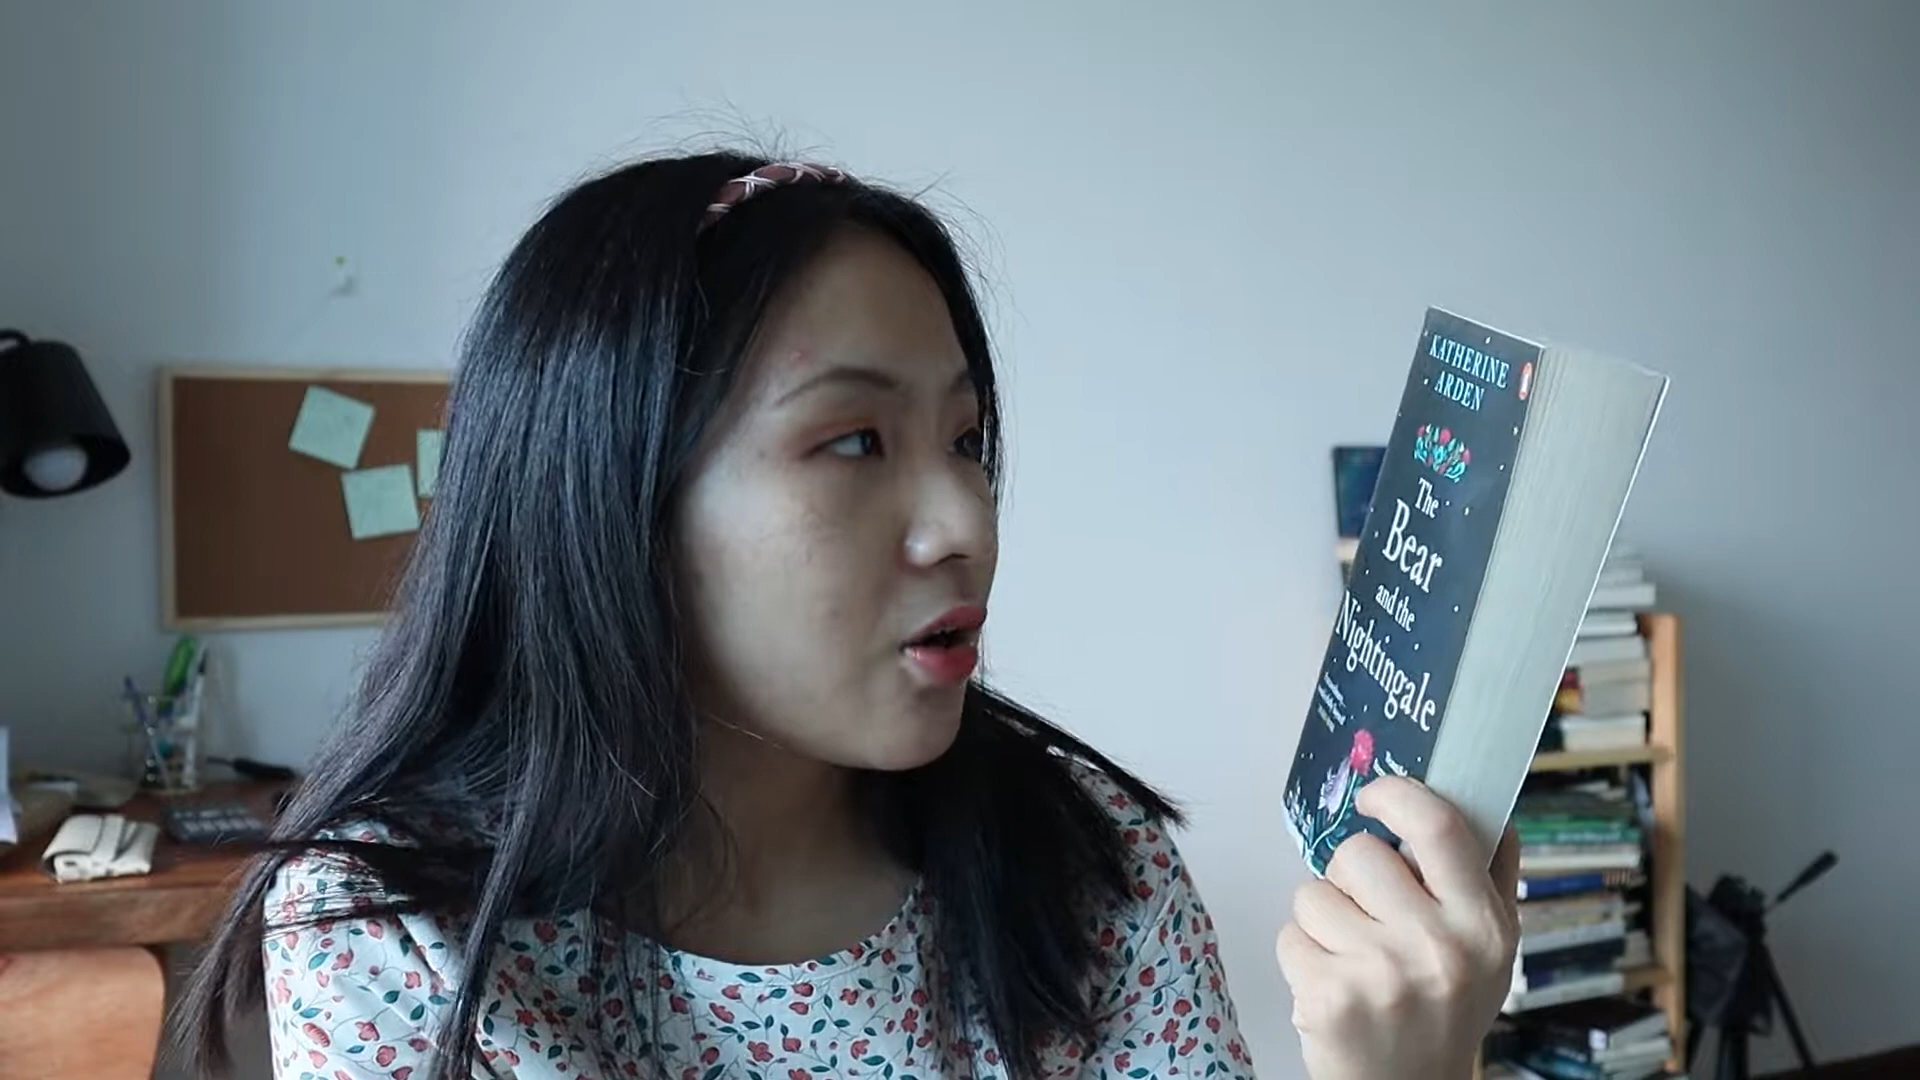 KATHERINE
ARDEN
The
Bear
and the
Nightingale